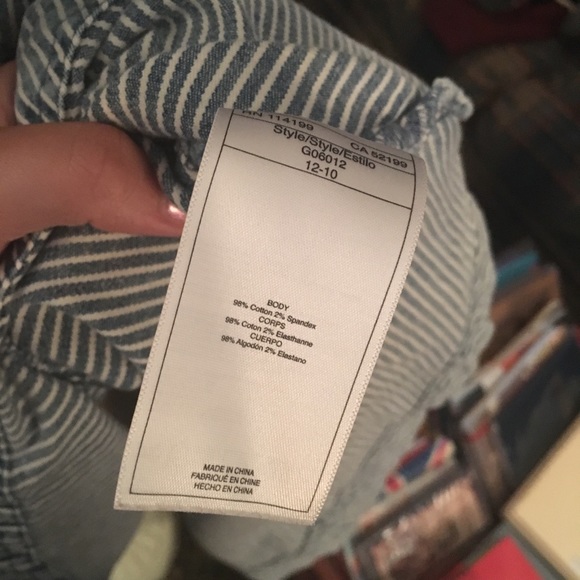 RN 114199 CA 52199
Style/Style/Estilo
G06012
12-10
BODY
98% Cotton 2% Spandex
CORPS
98% Coton 2% Elasthanne
CUERPO
98% Algodón 2% Elastano
MADE IN CHINA
FABRIQUÉ EN CHINE
HECHO EN CHINA